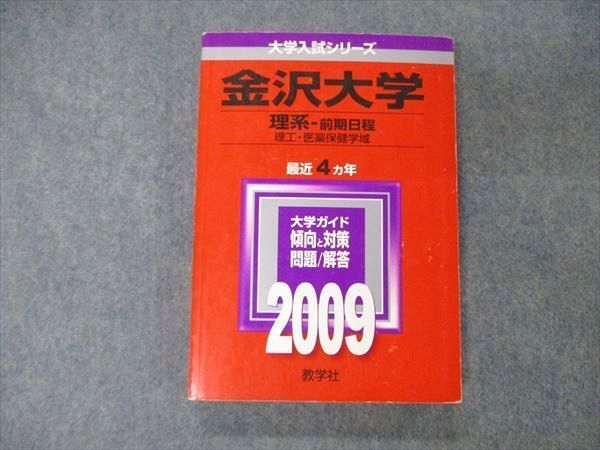 大学入試シリーズ
金沢大学
理系-前期日程
理工・医薬保健学域
最近4ヵ年
大学ガイド
傾向と対策
問題/解答
2009
教学社